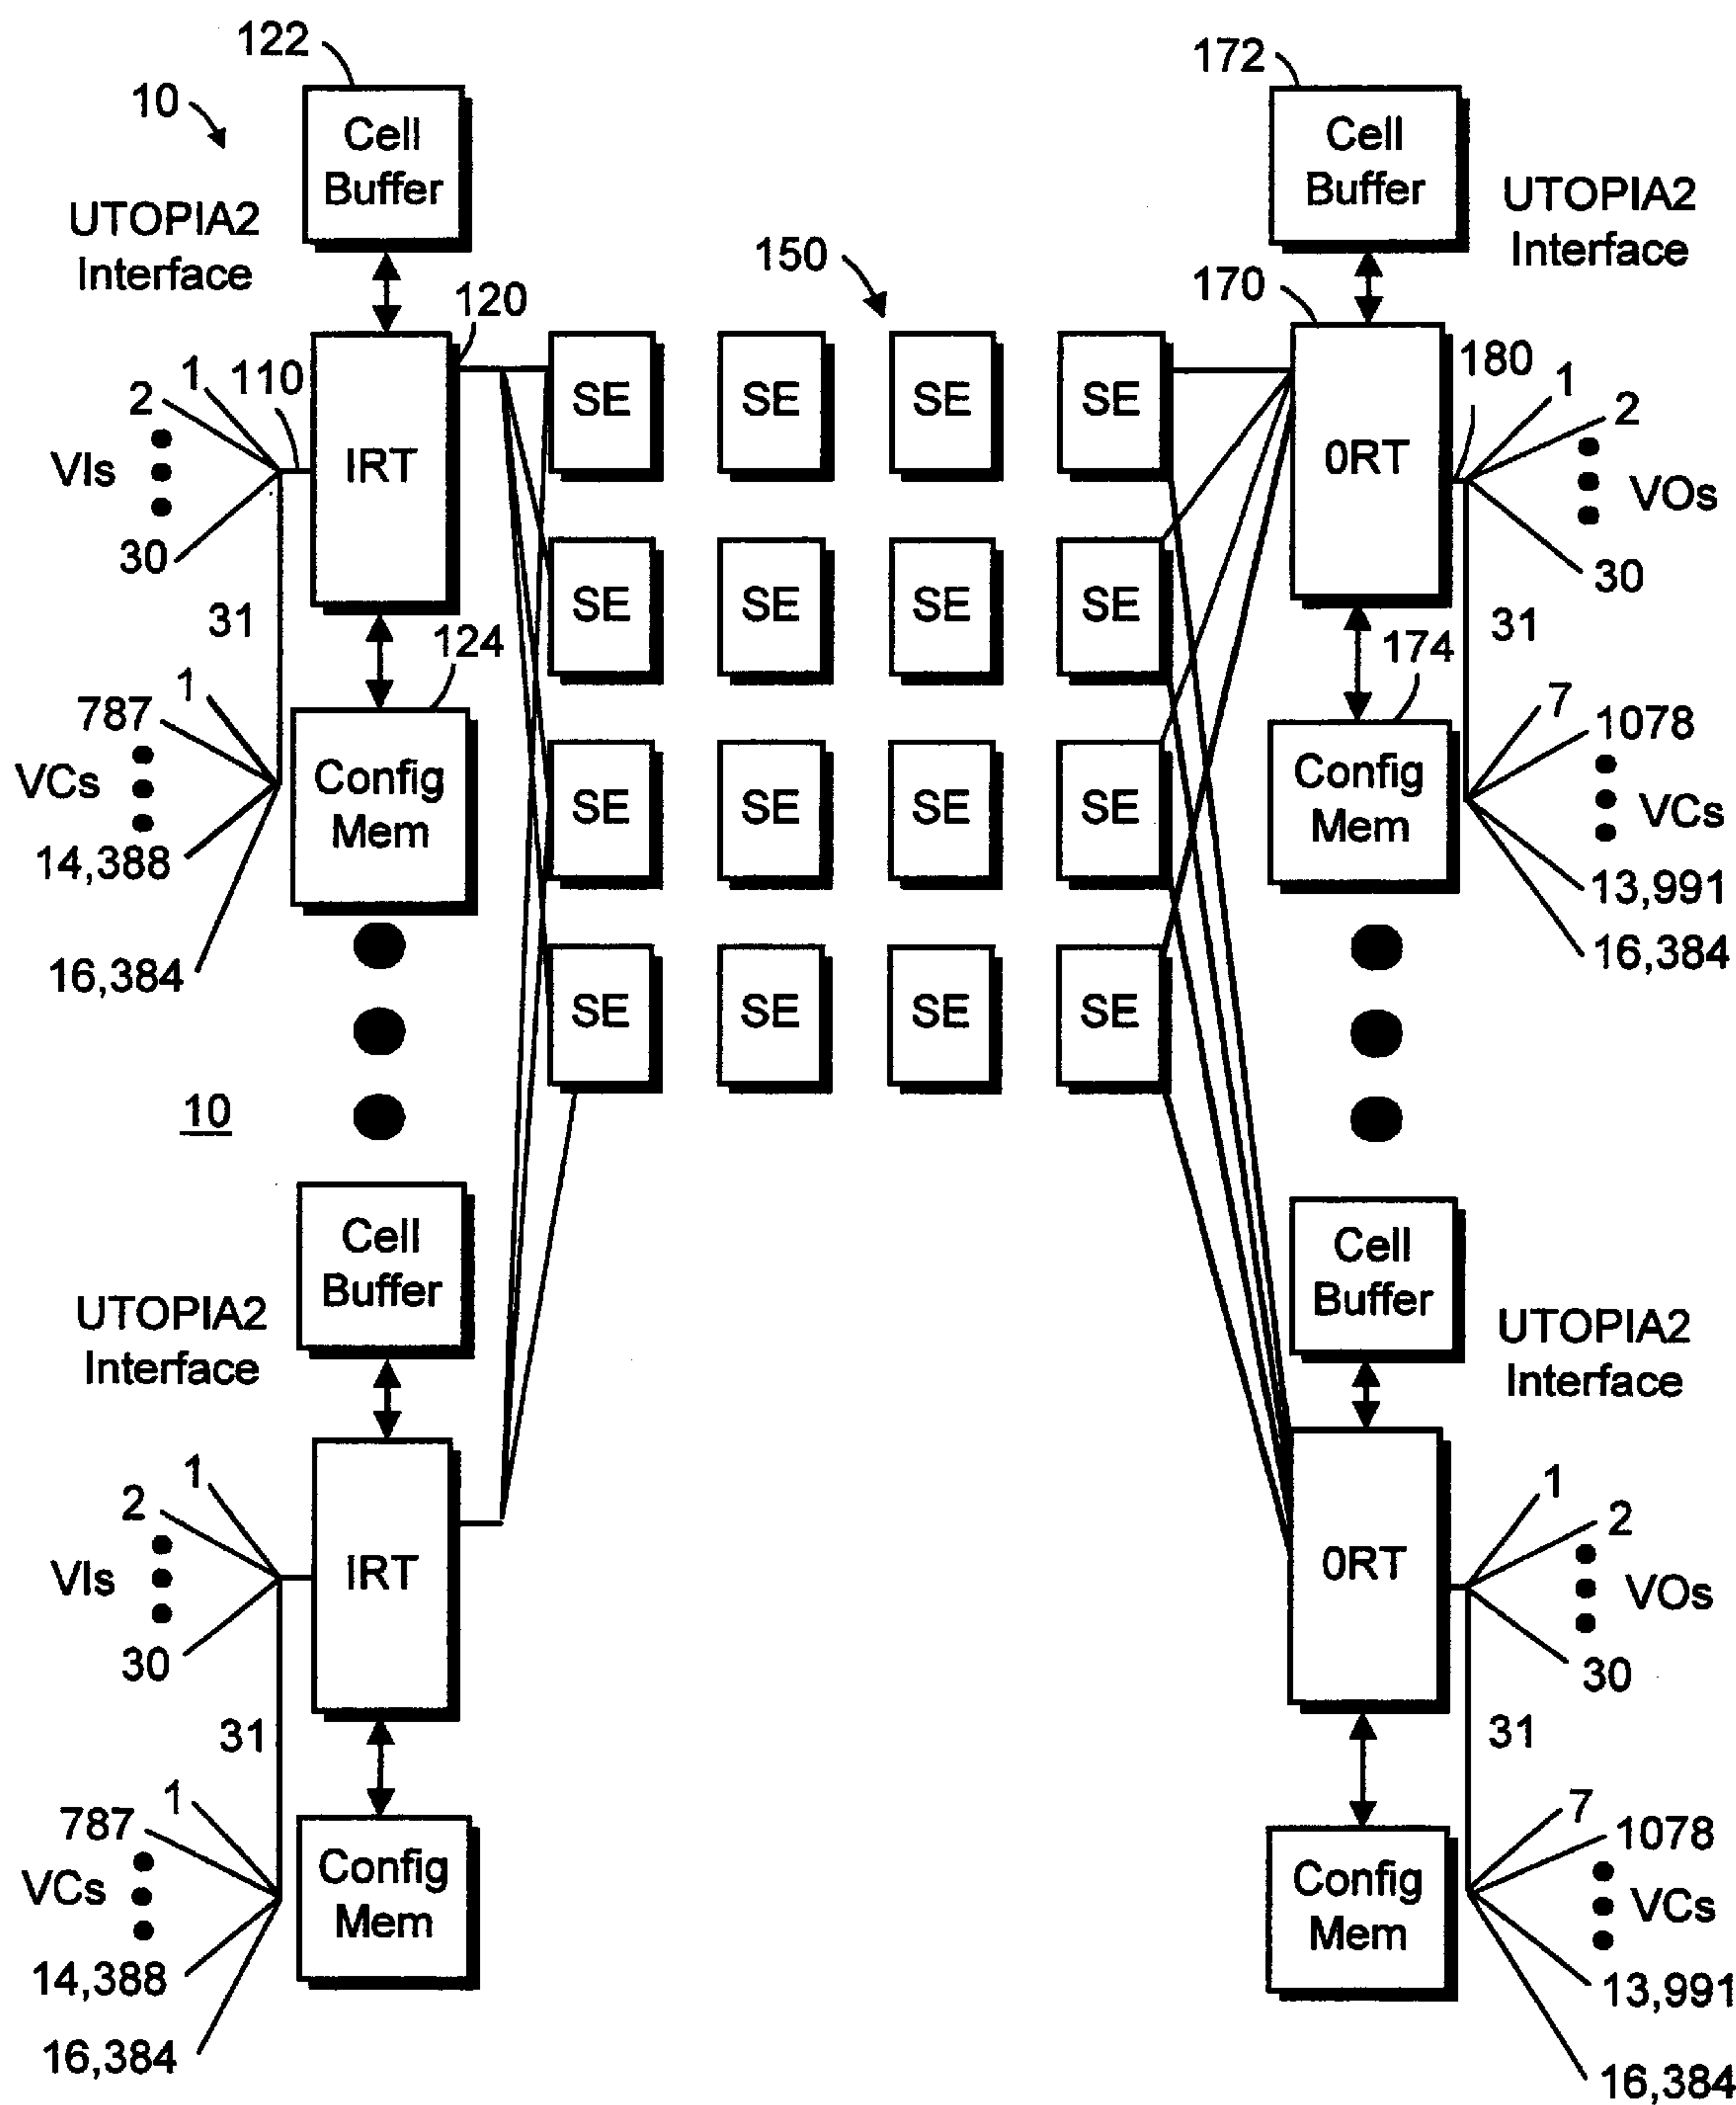 122
172
10
Cell
Buffer
Cell
Buffer
UTOPIA2
Interface
UTOPIA2
Interface
150
120
170
180
1
110
2
VIs
30
IRT
SE SE SE SE
0RT
1
2
VOs
30
31
124
SE SE SE SE
174
31
1
787
VCs
14,388
16,384
Config
Mem
SE SE SE SE
Config
Mem
7
1078
VCs
13,991
16,384
SE SE SE SE
10
Cell
Buffer
Cell
Buffer
UTOPIA2
Interface
UTOPIA2
Interface
1
2
VIs
30
IRT
0RT
1
2
VOs
30
31
31
1
787
VCs
14,388
16,384
Config
Mem
Config
Mem
7
1078
VCs
13,991
16,384